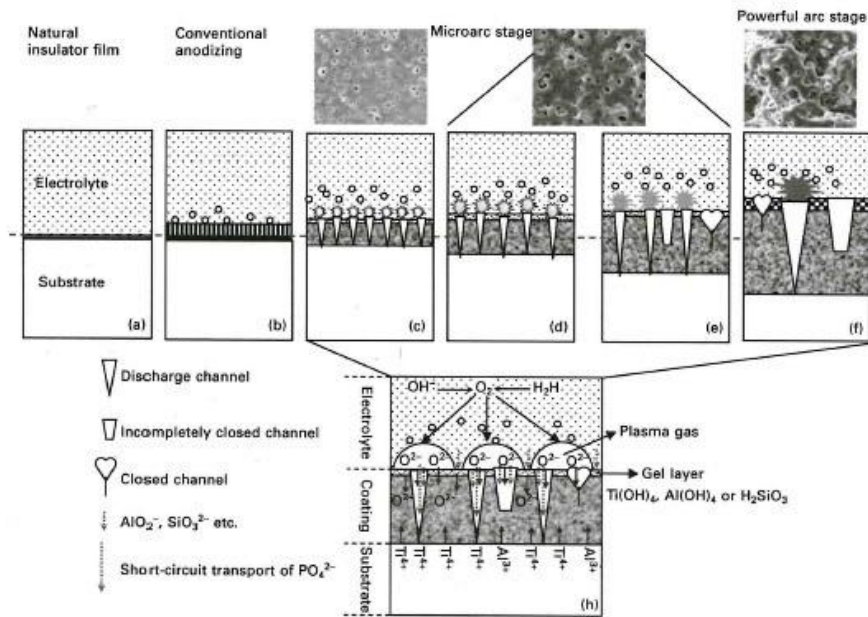 Natural
insulator film
Conventional
anodizing
Microarc stage
Powerful arc stage
Electrolyte
Substrate
(a)
(b)
(c)
(d)
(e)
(f)
Discharge channel
Incompletely closed channel
Closed channel
AlO₂⁻, SiO₃²⁻ etc.
Short-circuit transport of PO₄²⁻
Electrolyte
Coating
Substrate
OH⁻ O₂ H₂H
Plasma gas
O²⁻ O²⁻ O²⁻ O²⁻ O²⁻ O²⁻
Gel layer
Ti(OH)₄, Al(OH)₄ or H₂SiO₃
O²⁻ O²⁻ O²⁻ O²⁻
Ti⁴⁺ Ti⁴⁺ Ti⁴⁺ Al³⁺ Ti⁴⁺ Ti⁴⁺ Al³⁺
(h)